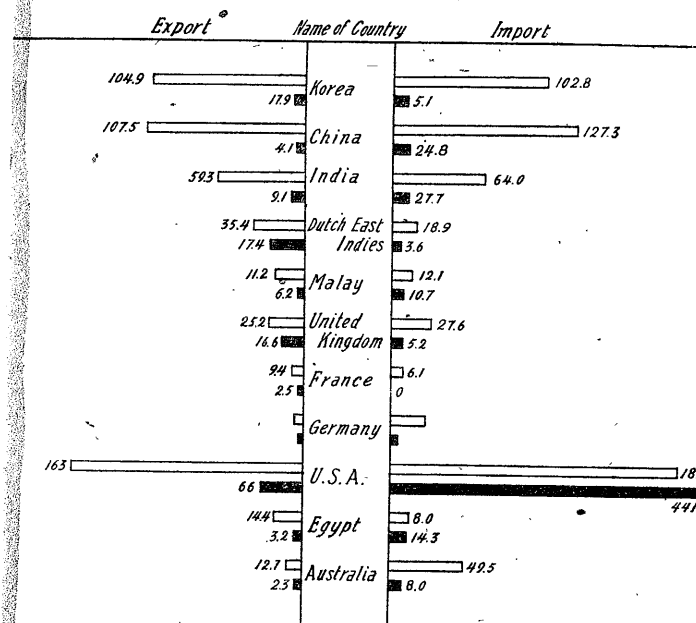 Export Name of Country Import
104.9 Korea 102.8
17.9 5.1
107.5 China 127.3
4.1 24.8
59.3 India 64.0
9.1 27.7
35.4 Dutch East 18.9
17.4 Indies 3.6
11.2 Malay 12.1
6.2 10.7
25.2 United 27.6
16.6 Kingdom 5.2
9.4 France 6.1
2.5 0
Germany
163 U.S.A. 18
66 441
14.4 Egypt 8.0
3.2 14.3
12.7 Australia 49.5
2.3 8.0